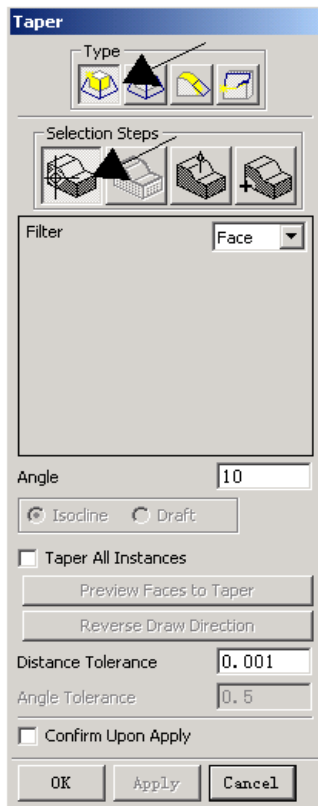 Taper
Type
Selection Steps
Filter Face
Angle 10
Isocline Draft
Taper All Instances
Preview Faces to Taper
Reverse Draw Direction
Distance Tolerance 0.001
Angle Tolerance 0.5
Confirm Upon Apply
OK Apply Cancel